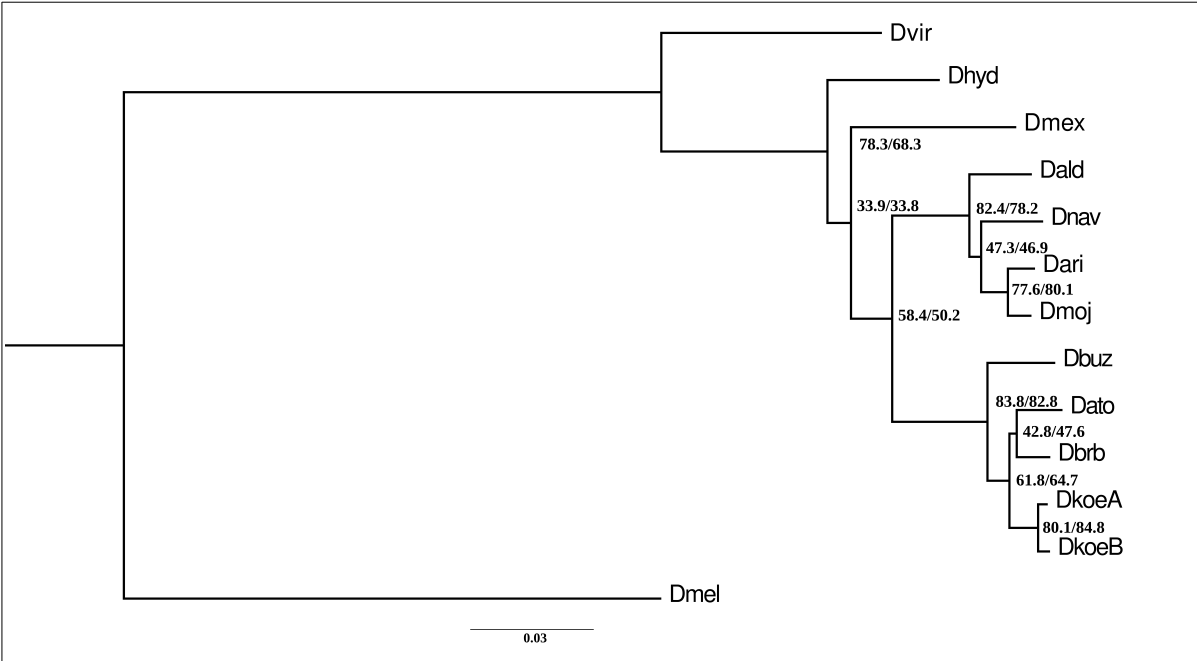 Dvir
Dhyd
Dmex
78.3/68.3
Dald
33.9/33.8
82.4/78.2
Dnav
47.3/46.9
Dari
77.6/80.1
Dmoj
58.4/50.2
Dbuz
83.8/82.8
Dato
42.8/47.6
Dbrb
61.8/64.7
DkoeA
80.1/84.8
DkoeB
Dmel
0.03